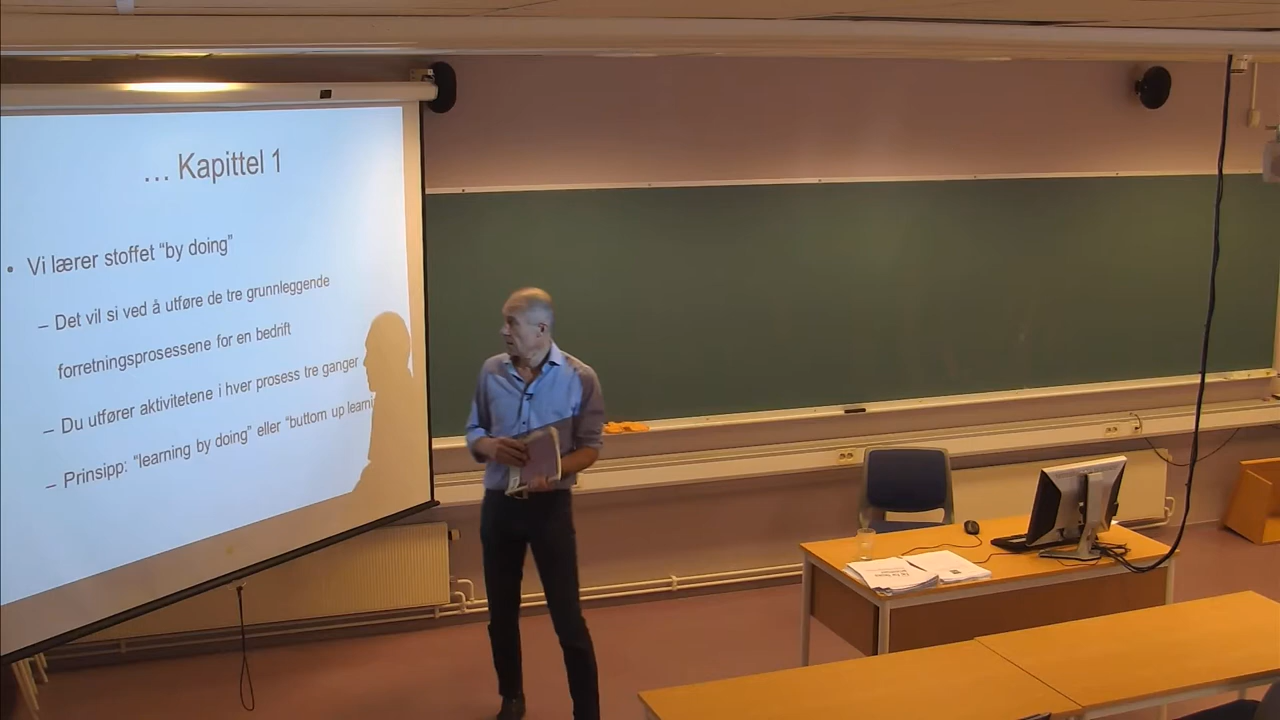 ... Kapittel 1
• Vi lærer stoffet “by doing”
– Det vil si ved å utføre de tre grunnleggende
forretningsprosessene for en bedrift
– Du utfører aktivitetene i hver prosess tre ganger
– Prinsipp: “learning by doing” eller “buttom up learni